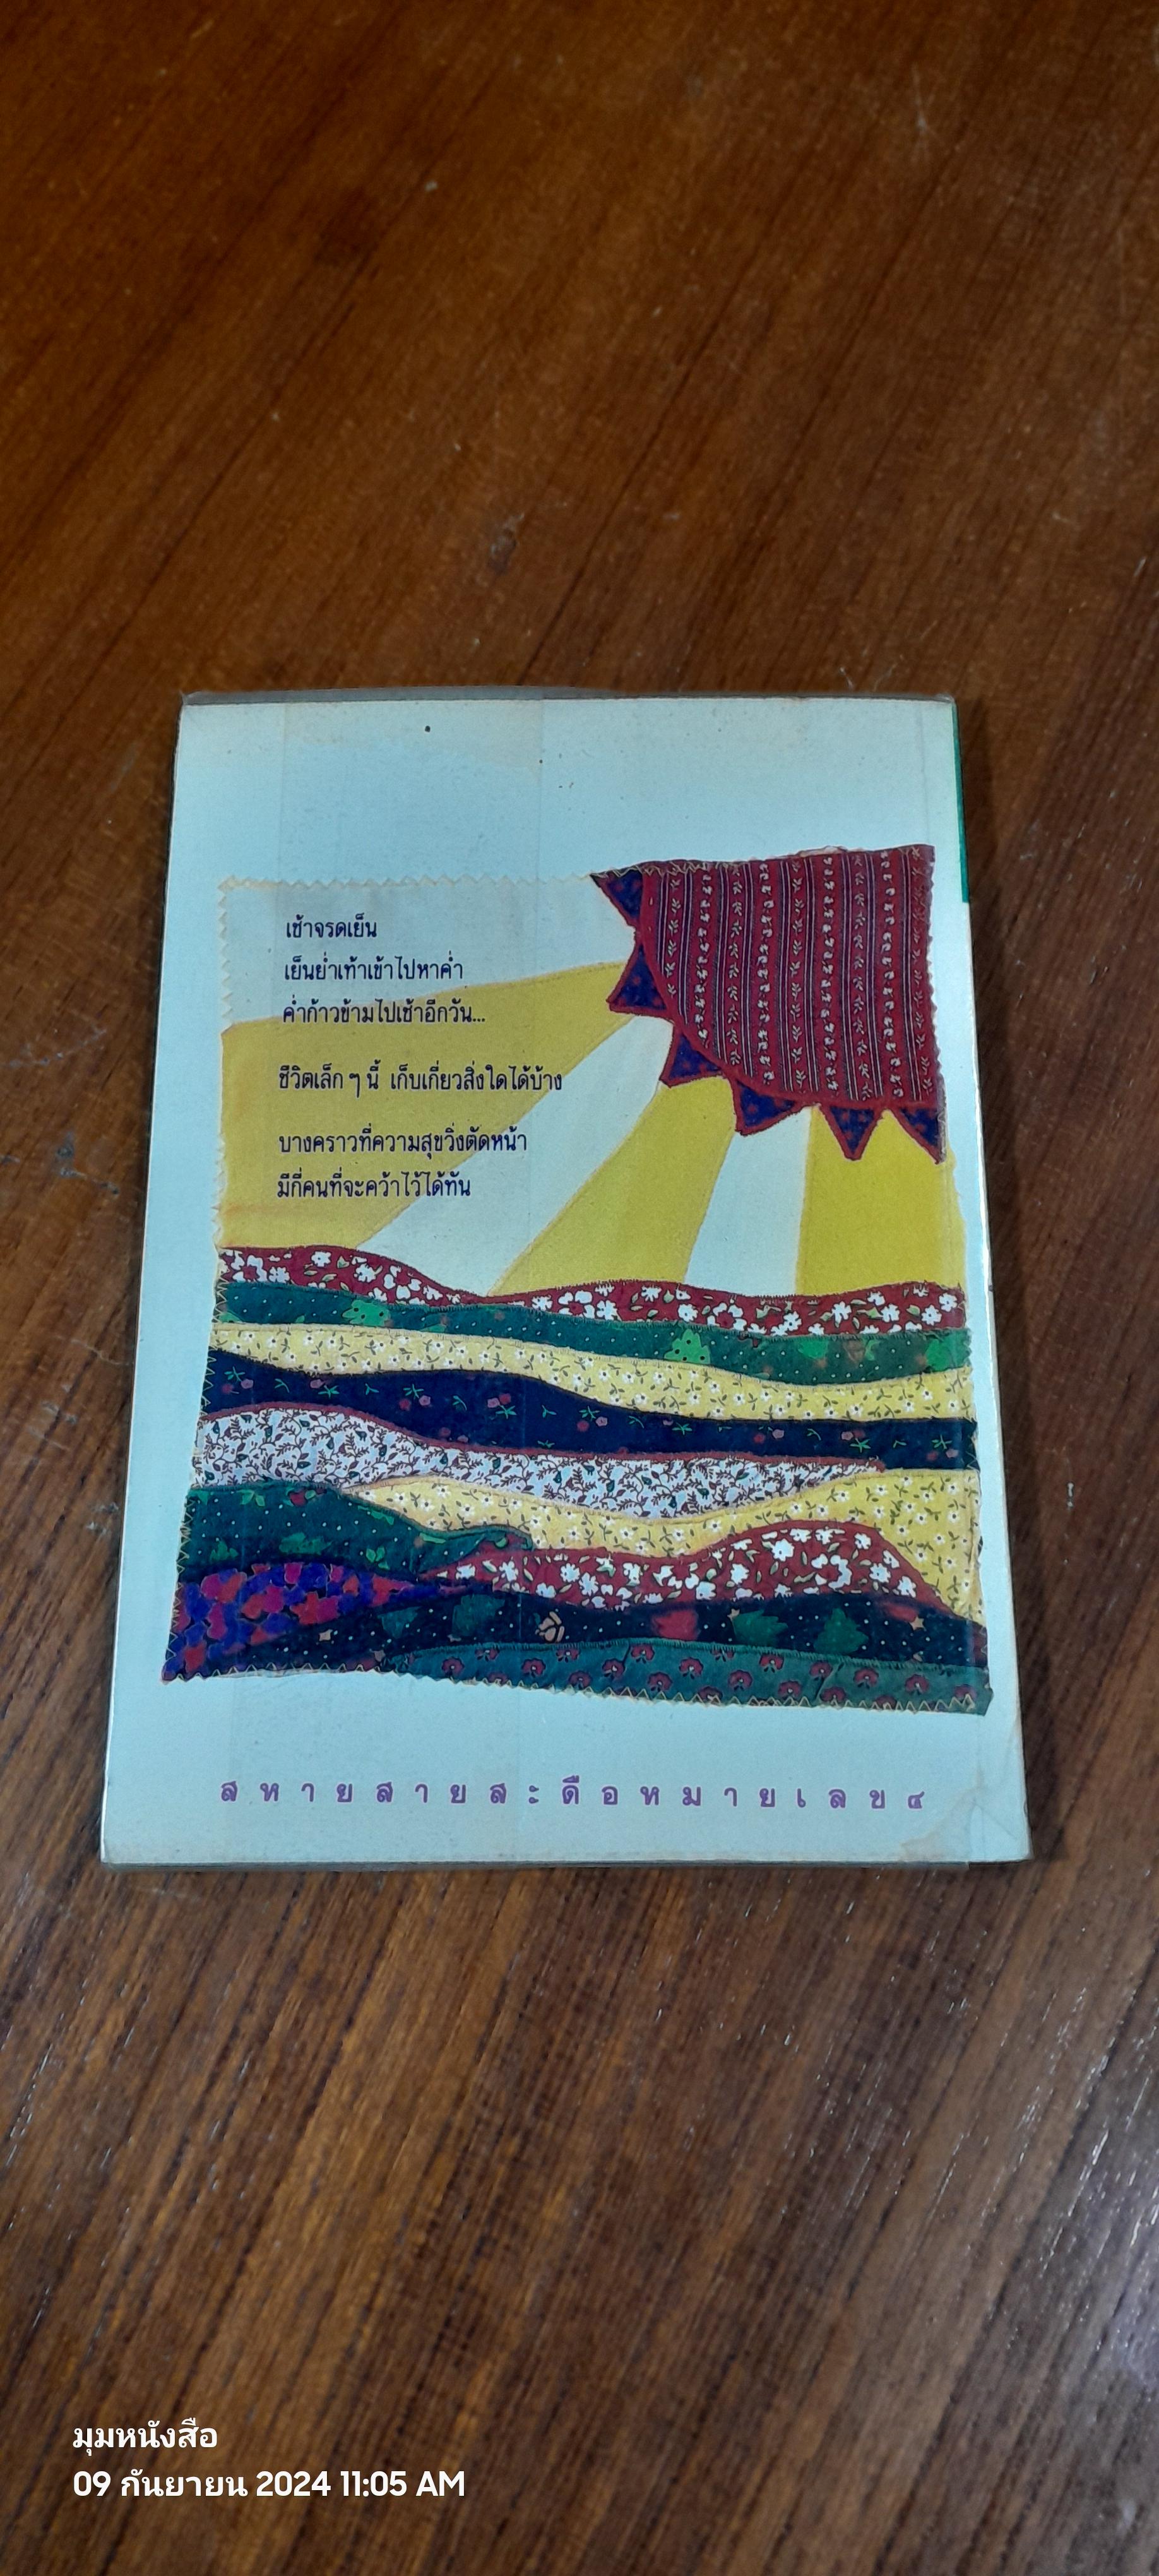 เช้าจรดเย็น
เย็นย่ำเท้าเข้าไปหาค่ำ
ค่ำก้าวข้ามไปเช้าอีกวัน...
ชีวิตเล็ก ๆ นี้ เก็บเกี่ยวสิ่งใดได้บ้าง
บางคราวที่ความสุขวิ่งตัดหน้า
มีกี่คนที่จะคว้าไว้ได้ทัน
สหายสายสะดือหมายเลข๔
มุมหนังสือ
09 กันยายน 2024 11:05 AM